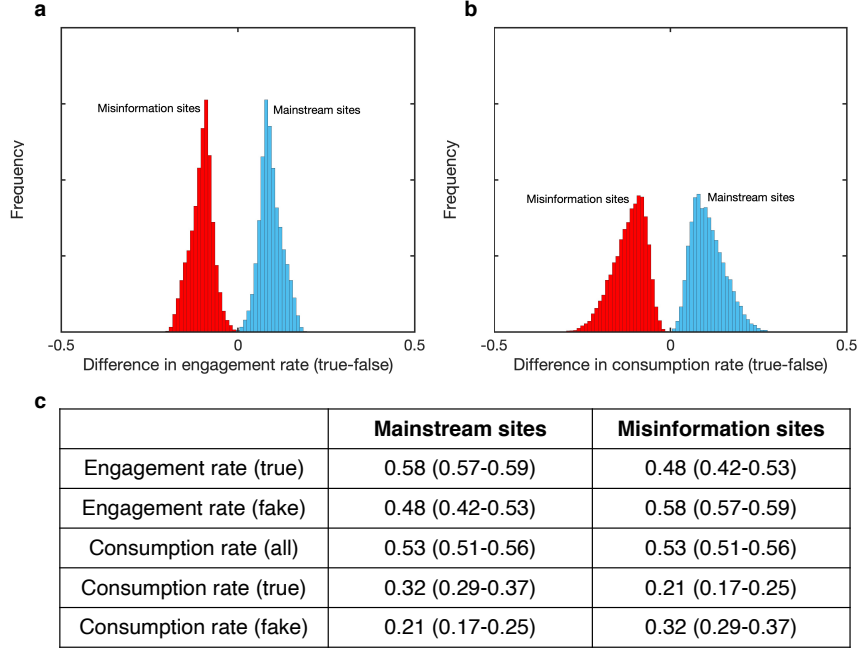 a
b
Misinformation sites
Mainstream sites
Frequency
-0.5
0
0.5
Difference in engagement rate (true-false)
Misinformation sites
Mainstream sites
Frequency
-0.5
0
0.5
Difference in consumption rate (true-false)
c
Mainstream sites Misinformation sites
Engagement rate (true) 0.58 (0.57-0.59) 0.48 (0.42-0.53)
Engagement rate (fake) 0.48 (0.42-0.53) 0.58 (0.57-0.59)
Consumption rate (all) 0.53 (0.51-0.56) 0.53 (0.51-0.56)
Consumption rate (true) 0.32 (0.29-0.37) 0.21 (0.17-0.25)
Consumption rate (fake) 0.21 (0.17-0.25) 0.32 (0.29-0.37)